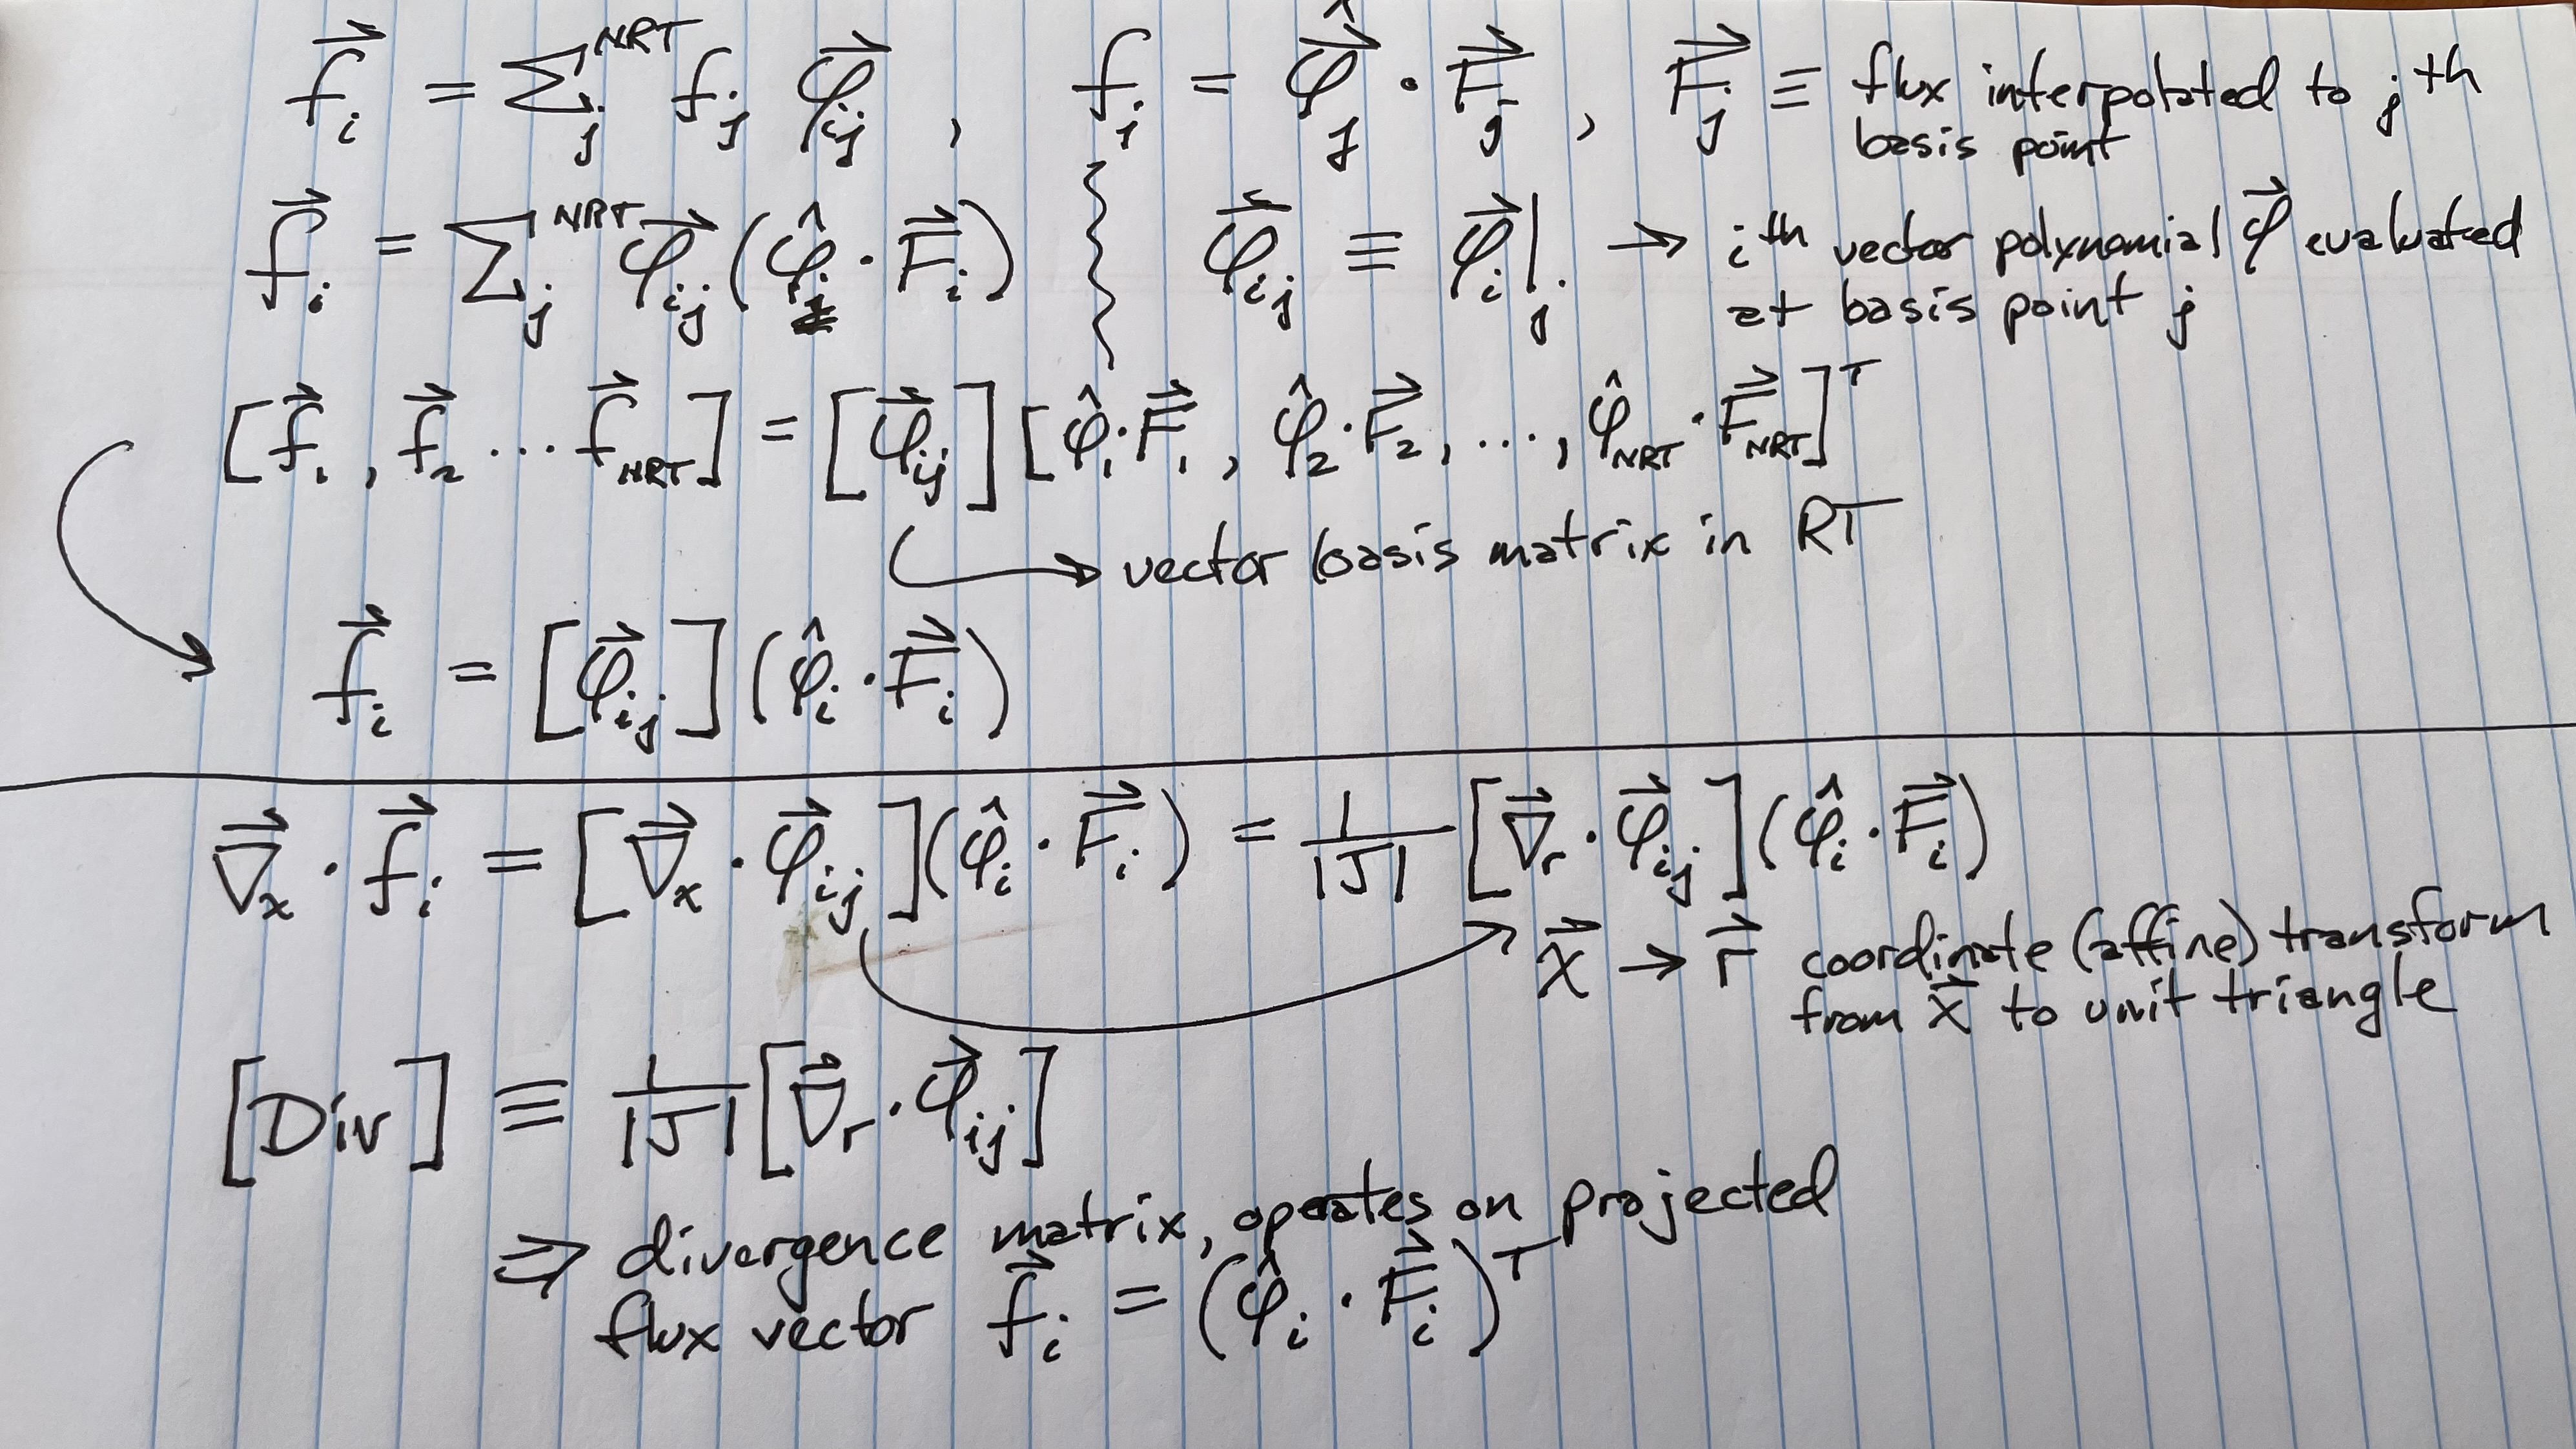 $\vec{f}_i = \sum_j^{NRT} f_j \vec{\varphi}_{ij}$ , $f_j = \hat{\vec{\varphi}}_j \cdot \vec{F}_j$ , $\vec{F}_j \equiv$ flux interpolated to $j^{th}$
basis point
$\vec{f}_i = \sum_j^{NRT} \vec{\varphi}_{ij} (\hat{\varphi}_j \cdot \vec{F}_i)$ $\vec{\varphi}_{ij} \equiv \vec{\varphi}_i |_j \rightarrow$ $i^{th}$ vector polynomial $\vec{\varphi}$ evaluated
at basis point j
$[\vec{f}_1, \vec{f}_2 \cdots \vec{f}_{NRT}] = [\vec{\varphi}_{ij}] [\hat{\varphi}_1 \cdot \vec{F}_1, \hat{\varphi}_2 \cdot \vec{F}_2, \ldots, \hat{\varphi}_{NRT} \cdot \vec{F}_{NRT}]^T$
vector basis matrix in RT
$\vec{f}_i = [\vec{\varphi}_{ij}] (\hat{\varphi}_i \cdot \vec{F}_i)$
$\vec{\nabla}_x \cdot \vec{f}_i = [\vec{\nabla}_x \cdot \vec{\varphi}_{ij}] (\hat{\varphi}_i \cdot \vec{F}_i) = \frac{1}{|J|} [\vec{\nabla}_r \cdot \vec{\varphi}_{ij}] (\hat{\varphi}_i \cdot \vec{F}_i)$
$\vec{x} \rightarrow \vec{r}$ coordinate (affine) transform
from $\vec{x}$ to unit triangle
$[Div] \equiv \frac{1}{|J|} [\vec{\nabla}_r \cdot \vec{\varphi}_{ij}]$
$\Rightarrow$ divergence matrix, operates on projected
flux vector $\vec{f}_i = (\hat{\varphi}_i \cdot \vec{F}_i)^T$